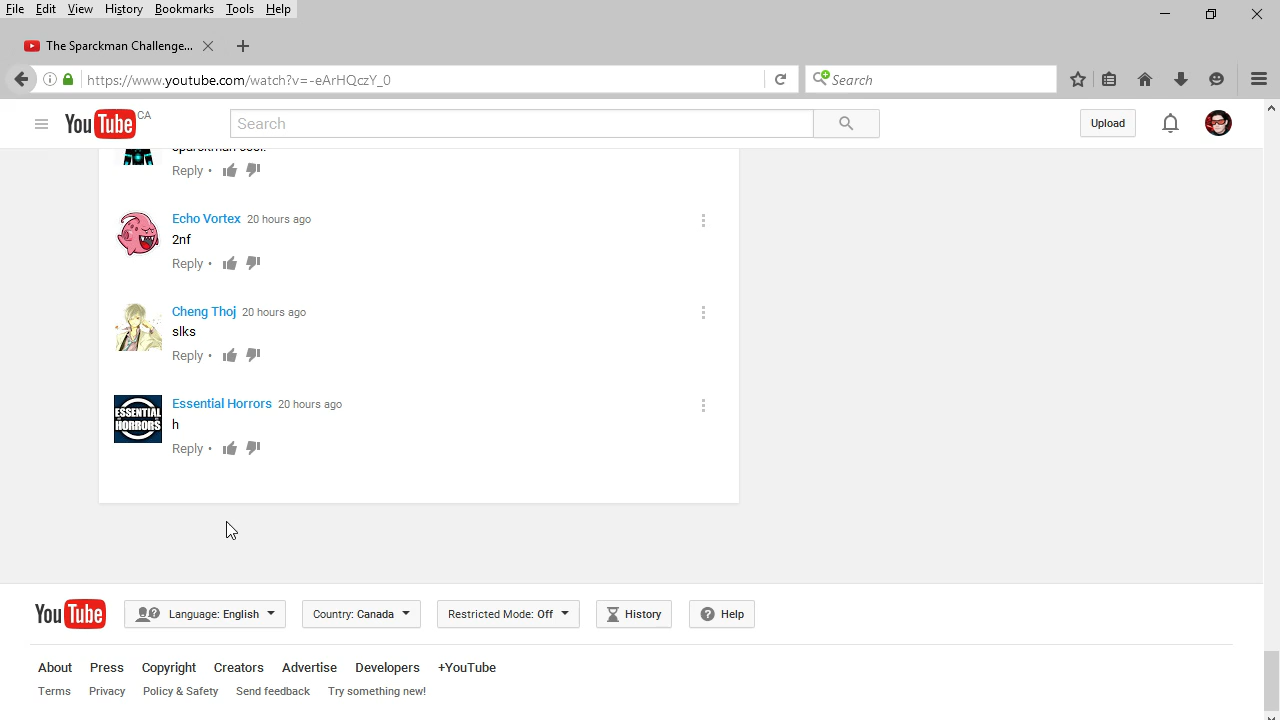 File Edit View History Bookmarks Tools Help
The Sparckman Challenge...
https://www.youtube.com/watch?v=-eArHQczY_0
Search
YouTube CA
Search
Upload
Reply •
Echo Vortex 20 hours ago
2nf
Reply •
Cheng Thoj 20 hours ago
slks
Reply •
ESSENTIAL
HORRORS
Essential Horrors 20 hours ago
h
Reply •
YouTube
Language: English
Country: Canada
Restricted Mode: Off
History
Help
About Press Copyright Creators Advertise Developers +YouTube
Terms Privacy Policy & Safety Send feedback Try something new!